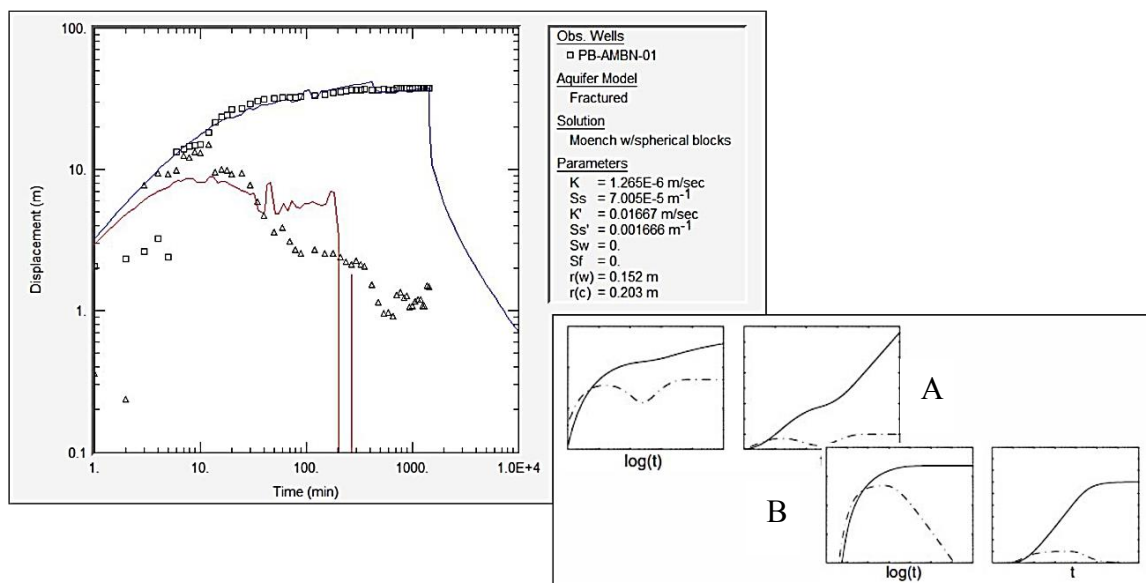 100.
10.
1.
0.1
Displacement (m)
1.
10.
100.
1000.
1.0E+4
Time (min)
Obs. Wells
PB-AMBN-01
Aquifer Model
Fractured
Solution
Moench w/spherical blocks
Parameters
K = 1.265E-6 m/sec
Ss = 7.005E-5 m⁻¹
K' = 0.01667 m/sec
Ss' = 0.001666 m⁻¹
Sw = 0.
Sf = 0.
r(w) = 0.152 m
r(c) = 0.203 m
A
log(t)
B
log(t)
t